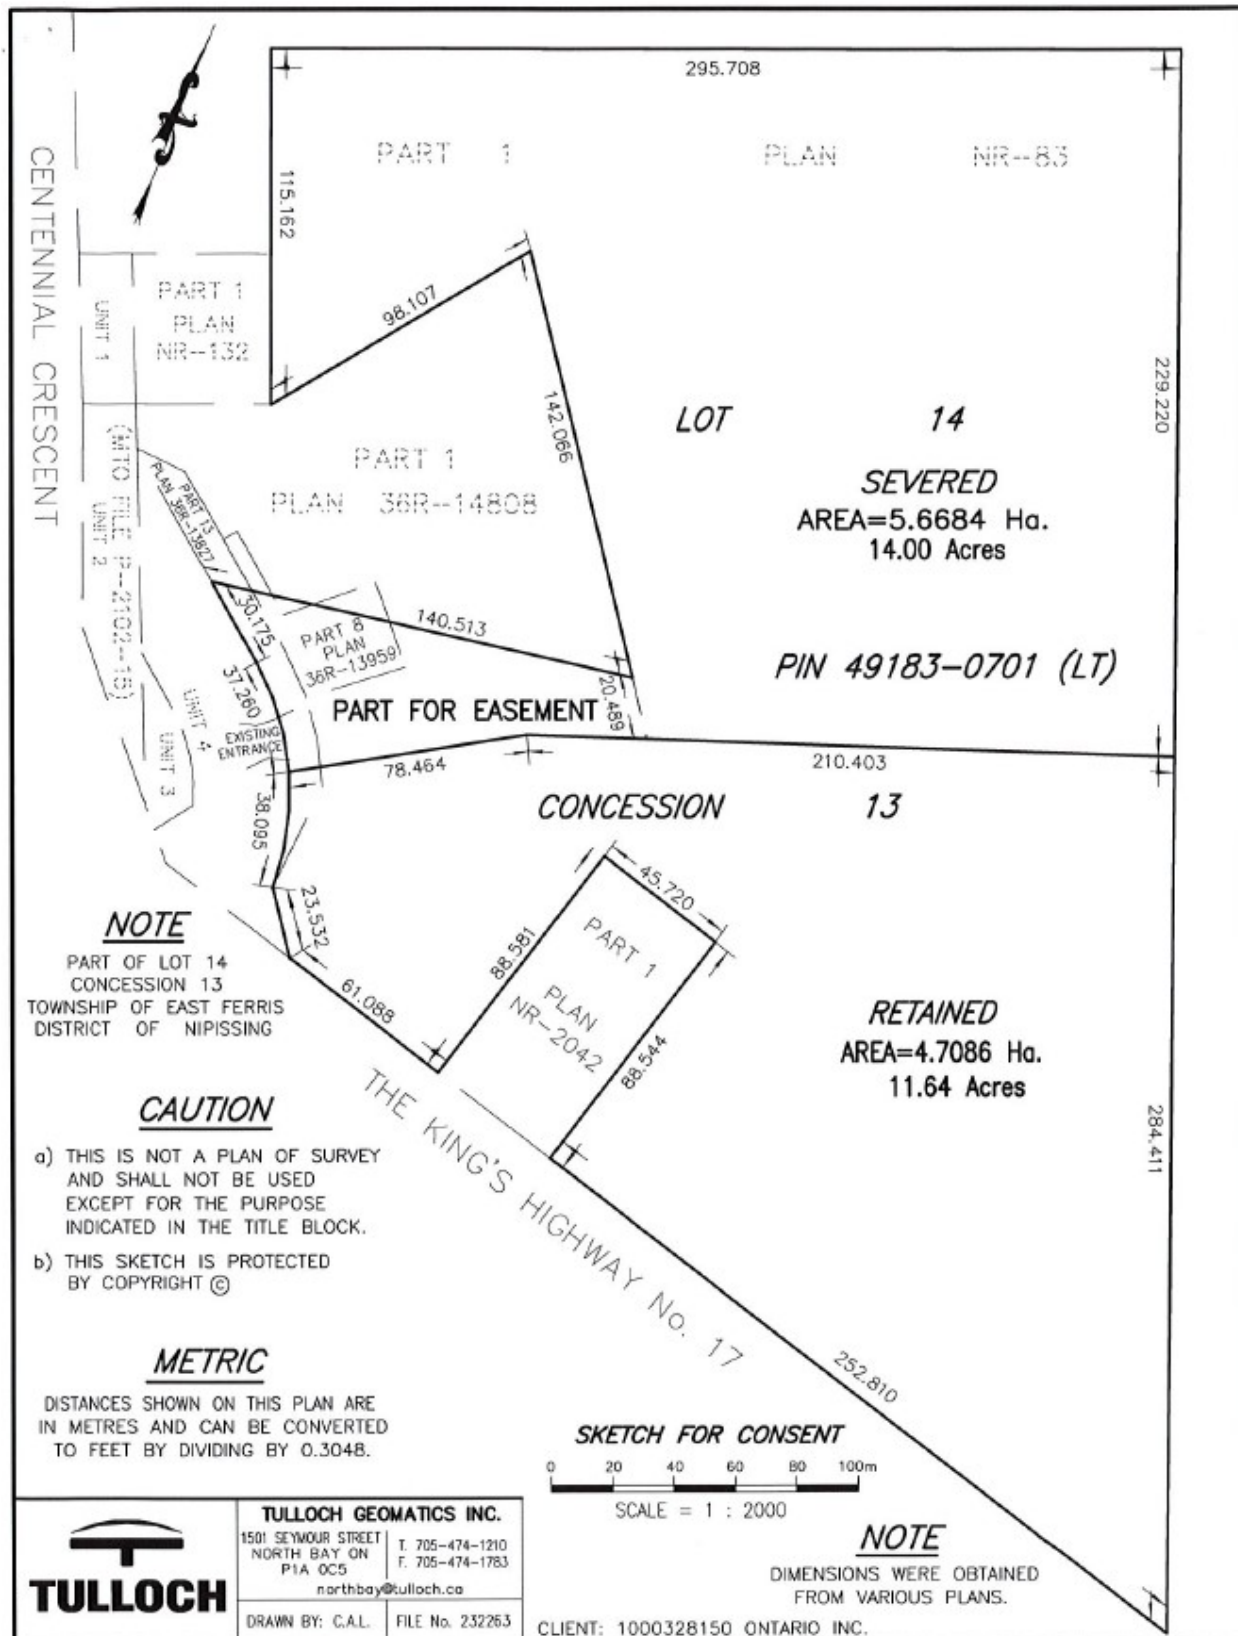 295.708
PART 1 PLAN NR--83
CENTENNIAL CRESCENT
115.162
PART 1
PLAN
NR--132
UNIT 1
98.107
142.066
229.220
LOT 14
SEVERED
AREA=5.6684 Ha.
14.00 Acres
PART 1
PLAN 36R--14808
(MTO FILE P--2102--16)
UNIT 2
PART 13
PLAN 36R-13827
30.175
140.513
PART 8
PLAN
36R-13959
PIN 49183-0701 (LT)
37.260
20.489
PART FOR EASEMENT
UNIT 4
UNIT 3
EXISTING
ENTRANCE
78.464
210.403
38.095
CONCESSION 13
23.532
45.720
88.581
PART 1
PLAN
NR-2042
88.544
61.088
NOTE
PART OF LOT 14
CONCESSION 13
TOWNSHIP OF EAST FERRIS
DISTRICT OF NIPISSING
RETAINED
AREA=4.7086 Ha.
11.64 Acres
284.411
THE KING'S HIGHWAY No. 17
252.810
CAUTION
a) THIS IS NOT A PLAN OF SURVEY
AND SHALL NOT BE USED
EXCEPT FOR THE PURPOSE
INDICATED IN THE TITLE BLOCK.
b) THIS SKETCH IS PROTECTED
BY COPYRIGHT ©
METRIC
DISTANCES SHOWN ON THIS PLAN ARE
IN METRES AND CAN BE CONVERTED
TO FEET BY DIVIDING BY 0.3048.
SKETCH FOR CONSENT
0 20 40 60 80 100m
SCALE = 1 : 2000
NOTE
DIMENSIONS WERE OBTAINED
FROM VARIOUS PLANS.
CLIENT: 1000328150 ONTARIO INC.
TULLOCH
TULLOCH GEOMATICS INC.
1501 SEYMOUR STREET
NORTH BAY ON
P1A 0C5
T. 705-474-1210
F. 705-474-1783
northbay@tulloch.ca
DRAWN BY: C.A.L.
FILE No. 232263